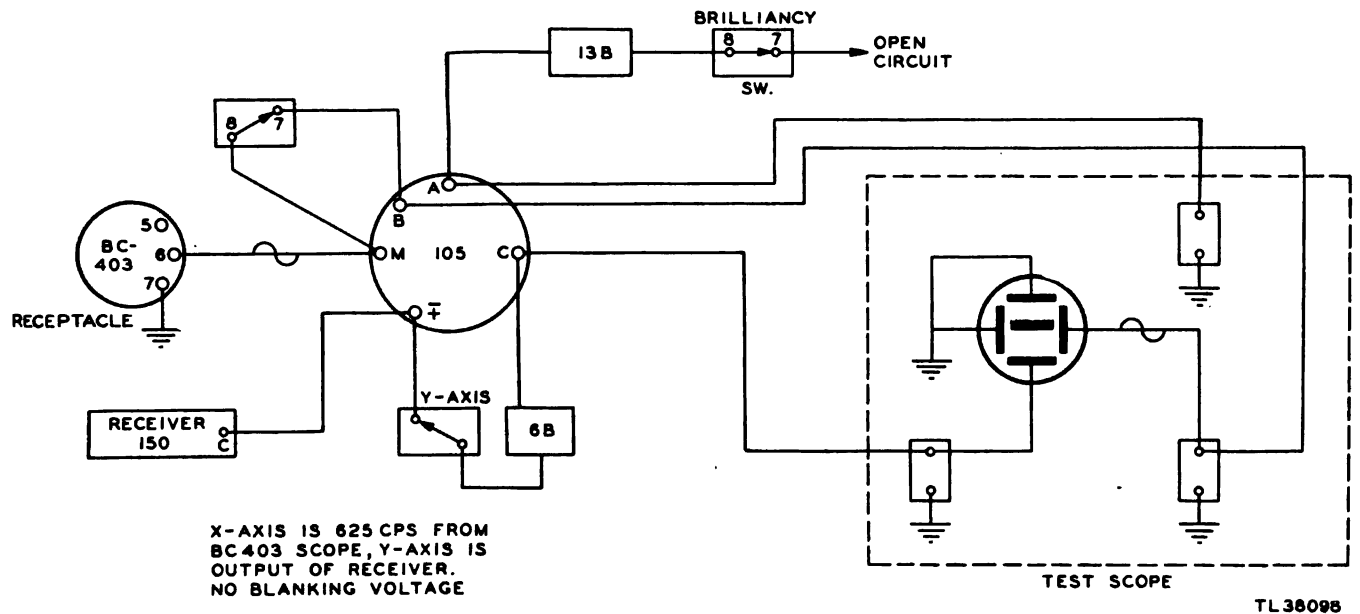 BRILLIANCY
13B
8 7
OPEN
CIRCUIT
SW.
8
7
A
B
5
BC-
403
6
7
M
105
C
RECEPTACLE
∓
Y-AXIS
RECEIVER
150
C
6B
X-AXIS IS 625 CPS FROM
BC403 SCOPE, Y-AXIS IS
OUTPUT OF RECEIVER.
NO BLANKING VOLTAGE
TEST SCOPE
TL38098